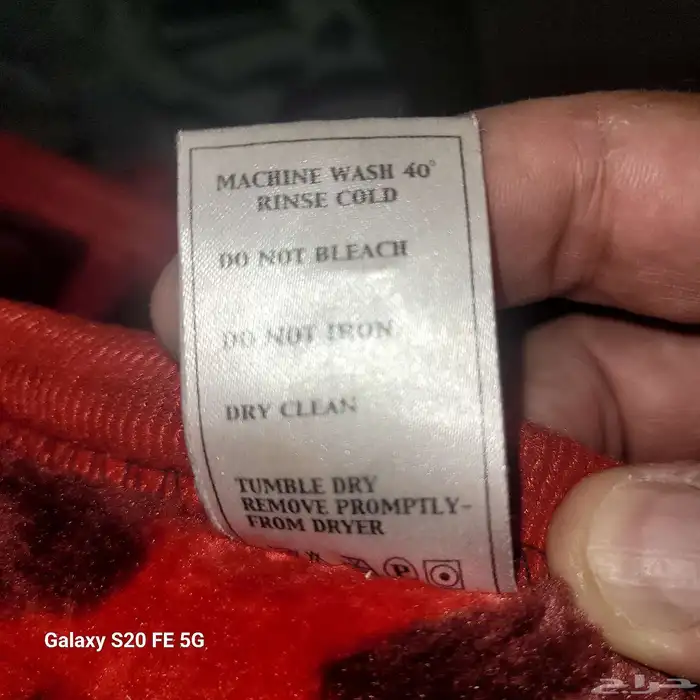 MACHINE WASH 40°
RINSE COLD
DO NOT BLEACH
DO NOT IRON
DRY CLEAN
TUMBLE DRY
REMOVE PROMPTLY-
FROM DRYER
P
Galaxy S20 FE 5G
حراج